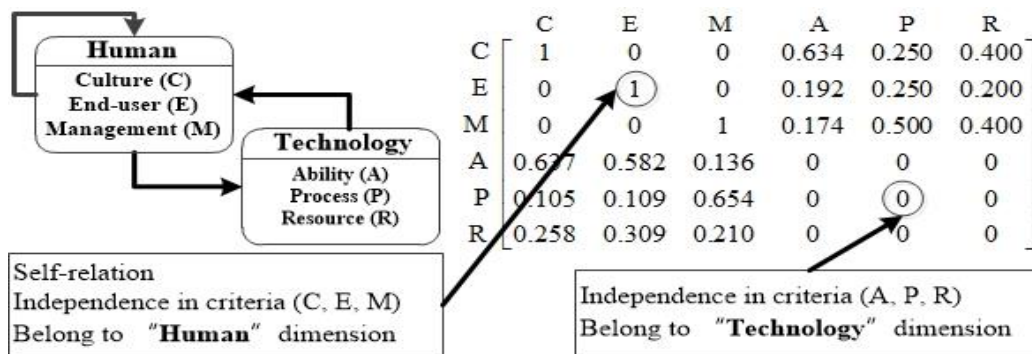 Human
Culture (C)
End-user (E)
Management (M)
Technology
Ability (A)
Process (P)
Resource (R)
C E M A P R
C 1 0 0 0.634 0.250 0.400
E 0 1 0 0.192 0.250 0.200
M 0 0 1 0.174 0.500 0.400
A 0.637 0.582 0.136 0 0 0
P 0.105 0.109 0.654 0 0 0
R 0.258 0.309 0.210 0 0 0
Self-relation
Independence in criteria (C, E, M)
Belong to "Human" dimension
Independence in criteria (A, P, R)
Belong to "Technology" dimension